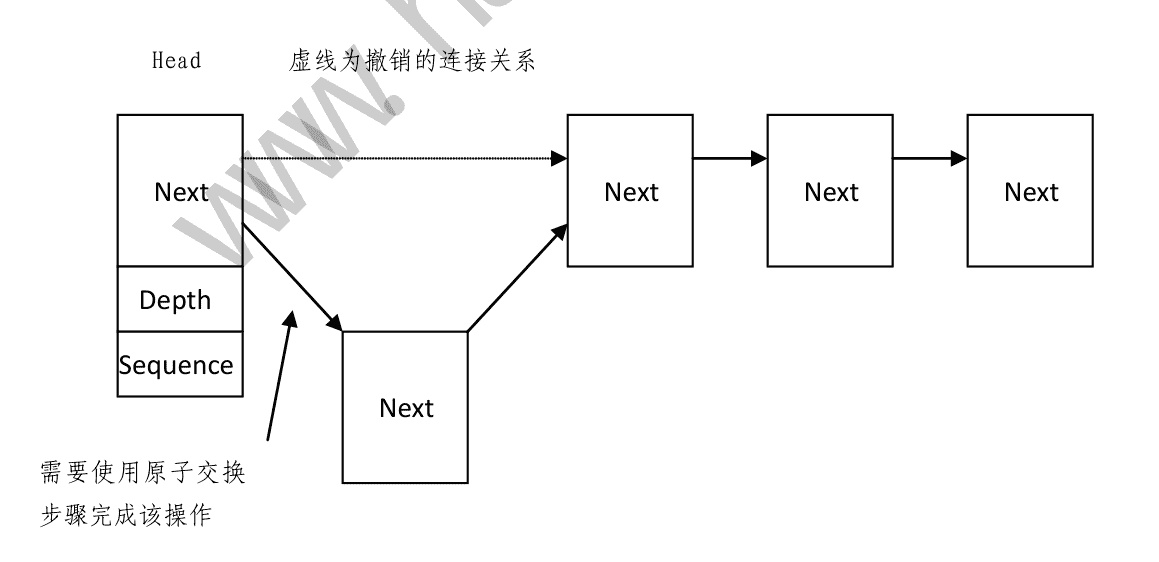 Head 虚线为撤销的连接关系
Next Next Next Next
Depth
Sequence
Next
需要使用原子交换
步骤完成该操作